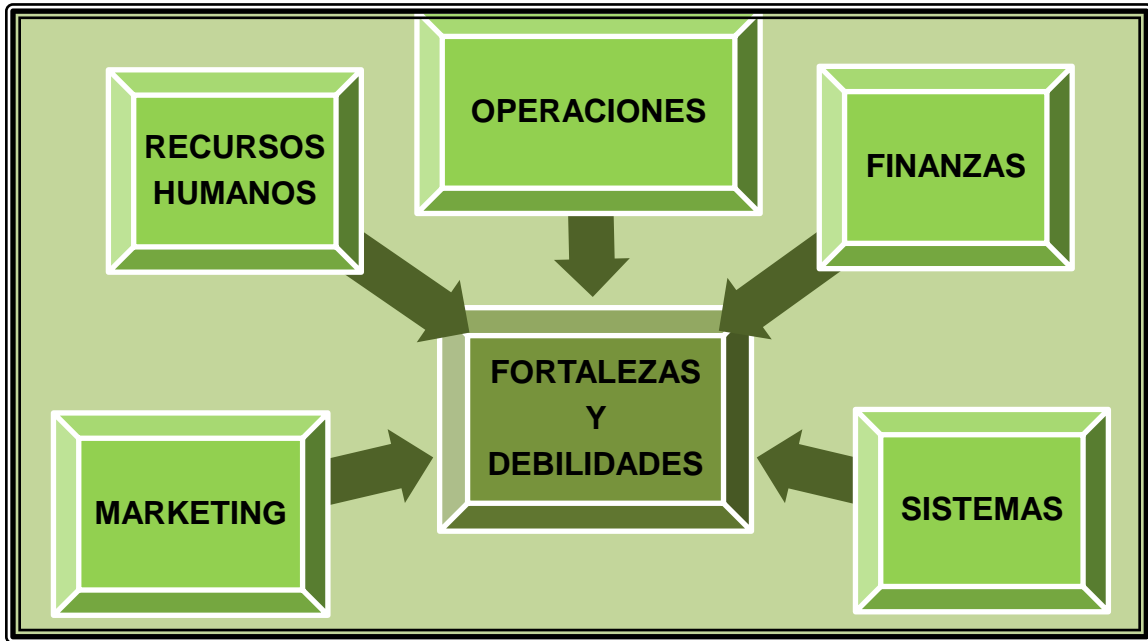 OPERACIONES
RECURSOS
HUMANOS
FINANZAS
FORTALEZAS
Y
DEBILIDADES
MARKETING
SISTEMAS